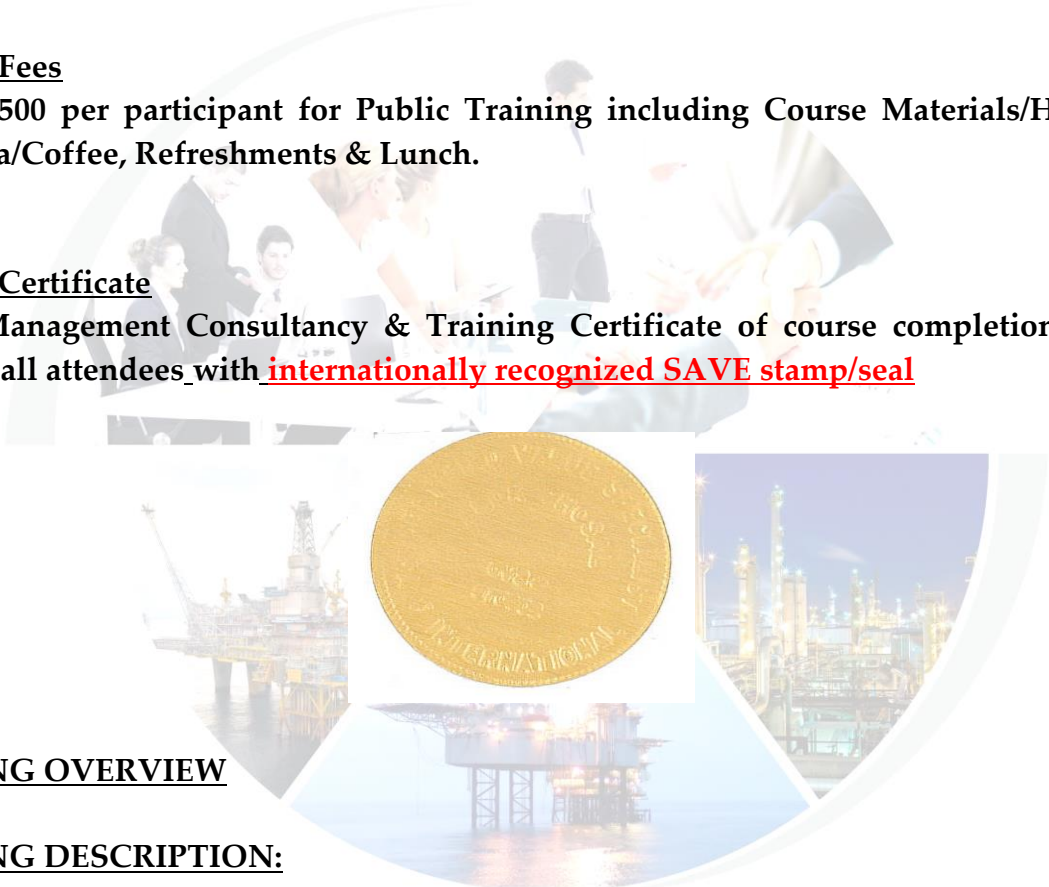 Fees
500 per participant for Public Training including Course Materials/H
a/Coffee, Refreshments & Lunch.
Certificate
Management Consultancy & Training Certificate of course completion
all attendees with internationally recognized SAVE stamp/seal
INTERNATIONAL
NG OVERVIEW
NG DESCRIPTION: